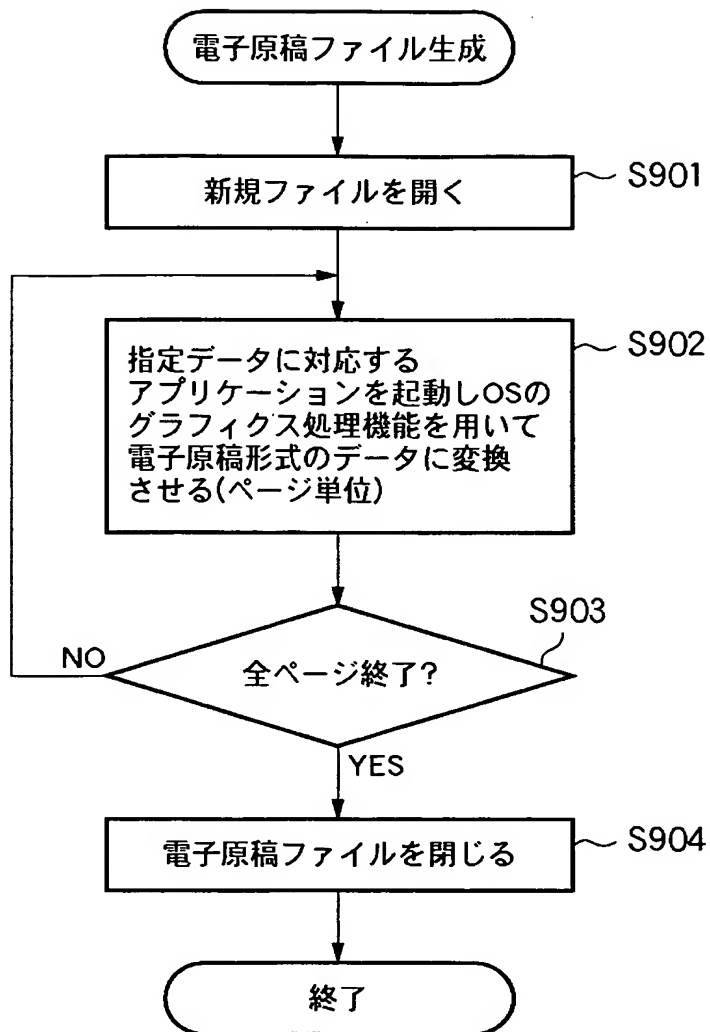 電子原稿ファイル生成
新規ファイルを開く
S901
指定データに対応する
アプリケーションを起動しOSの
グラフィクス処理機能を用いて
電子原稿形式のデータに変換
させる(ページ単位)
S902
全ページ終了?
S903
NO
YES
電子原稿ファイルを閉じる
S904
終了